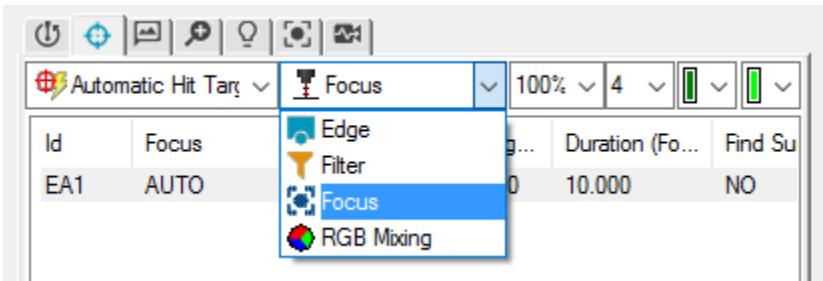 Automatic Hit Targ Focus 100% 4
Edge
Id Focus g... Duration (Fo... Find Su
Filter
EA1 AUTO 0 10.000 NO
Focus
RGB Mixing